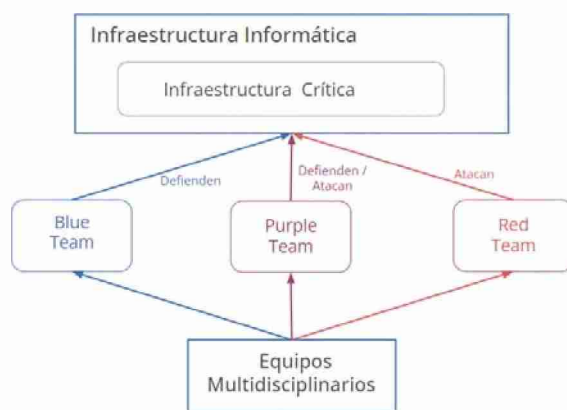 Infraestructura Informática
Infraestructura Crítica
Defienden
Defienden /
Atacan
Atacan
Blue
Team
Purple
Team
Red
Team
Equipos
Multidisciplinarios